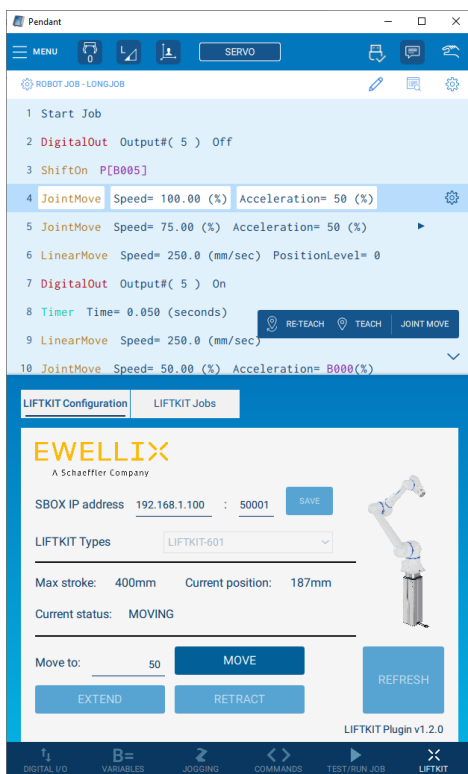 Pendant
MENU 0 SERVO
ROBOT JOB - LONGJOB
1 Start Job
2 DigitalOut Output#( 5 ) Off
3 ShiftOn P[B005]
4 JointMove Speed= 100.00 (%) Acceleration= 50 (%)
5 JointMove Speed= 75.00 (%) Acceleration= 50 (%)
6 LinearMove Speed= 250.0 (mm/sec) PositionLevel= 0
7 DigitalOut Output#( 5 ) On
8 Timer Time= 0.050 (seconds)
RE-TEACH TEACH JOINT MOVE
9 LinearMove Speed= 250.0 (mm/sec)
10 JointMove Speed= 50.00 (%) Acceleration= B000(%)
LIFTKIT Configuration LIFTKIT Jobs
EWELLIX
A Schaeffler Company
SBOX IP address 192.168.1.100 : 50001 SAVE
LIFTKIT Types LIFTKIT-601
Max stroke: 400mm Current position: 187mm
Current status: MOVING
Move to: 50 MOVE
REFRESH
EXTEND RETRACT
LIFTKIT Plugin v1.2.0
B=
DIGITAL I/O VARIABLES JOGGING COMMANDS TEST/RUN JOB LIFTKIT